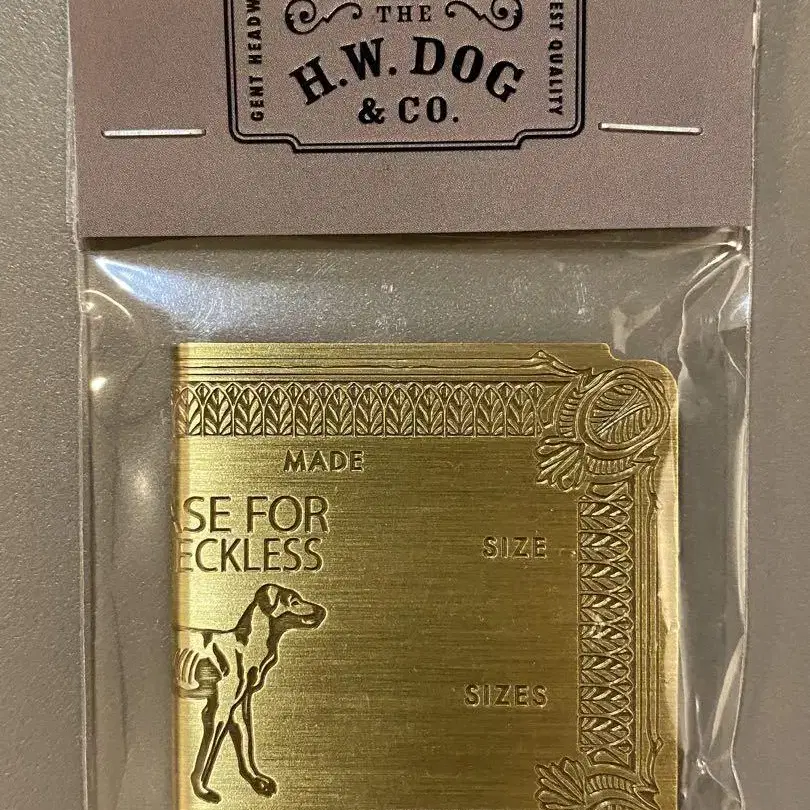 THE
H.W. DOG
& CO.
GENT HEADW
EST QUALITY
MADE
ASE FOR
ECKLESS
SIZE
SIZES